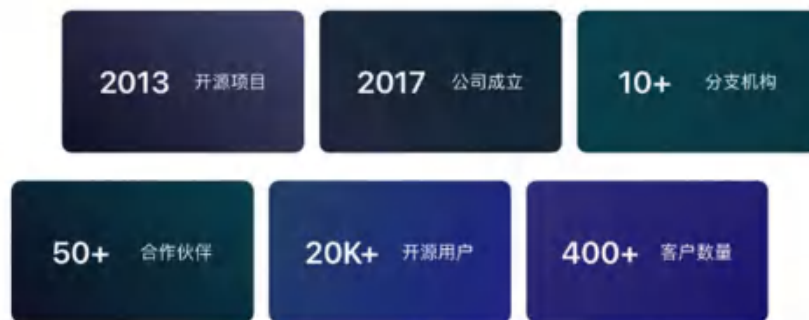 2013 开源项目
2017 公司成立
10+ 分支机构
50+ 合作伙伴
20K+ 开源用户
400+ 客户数量